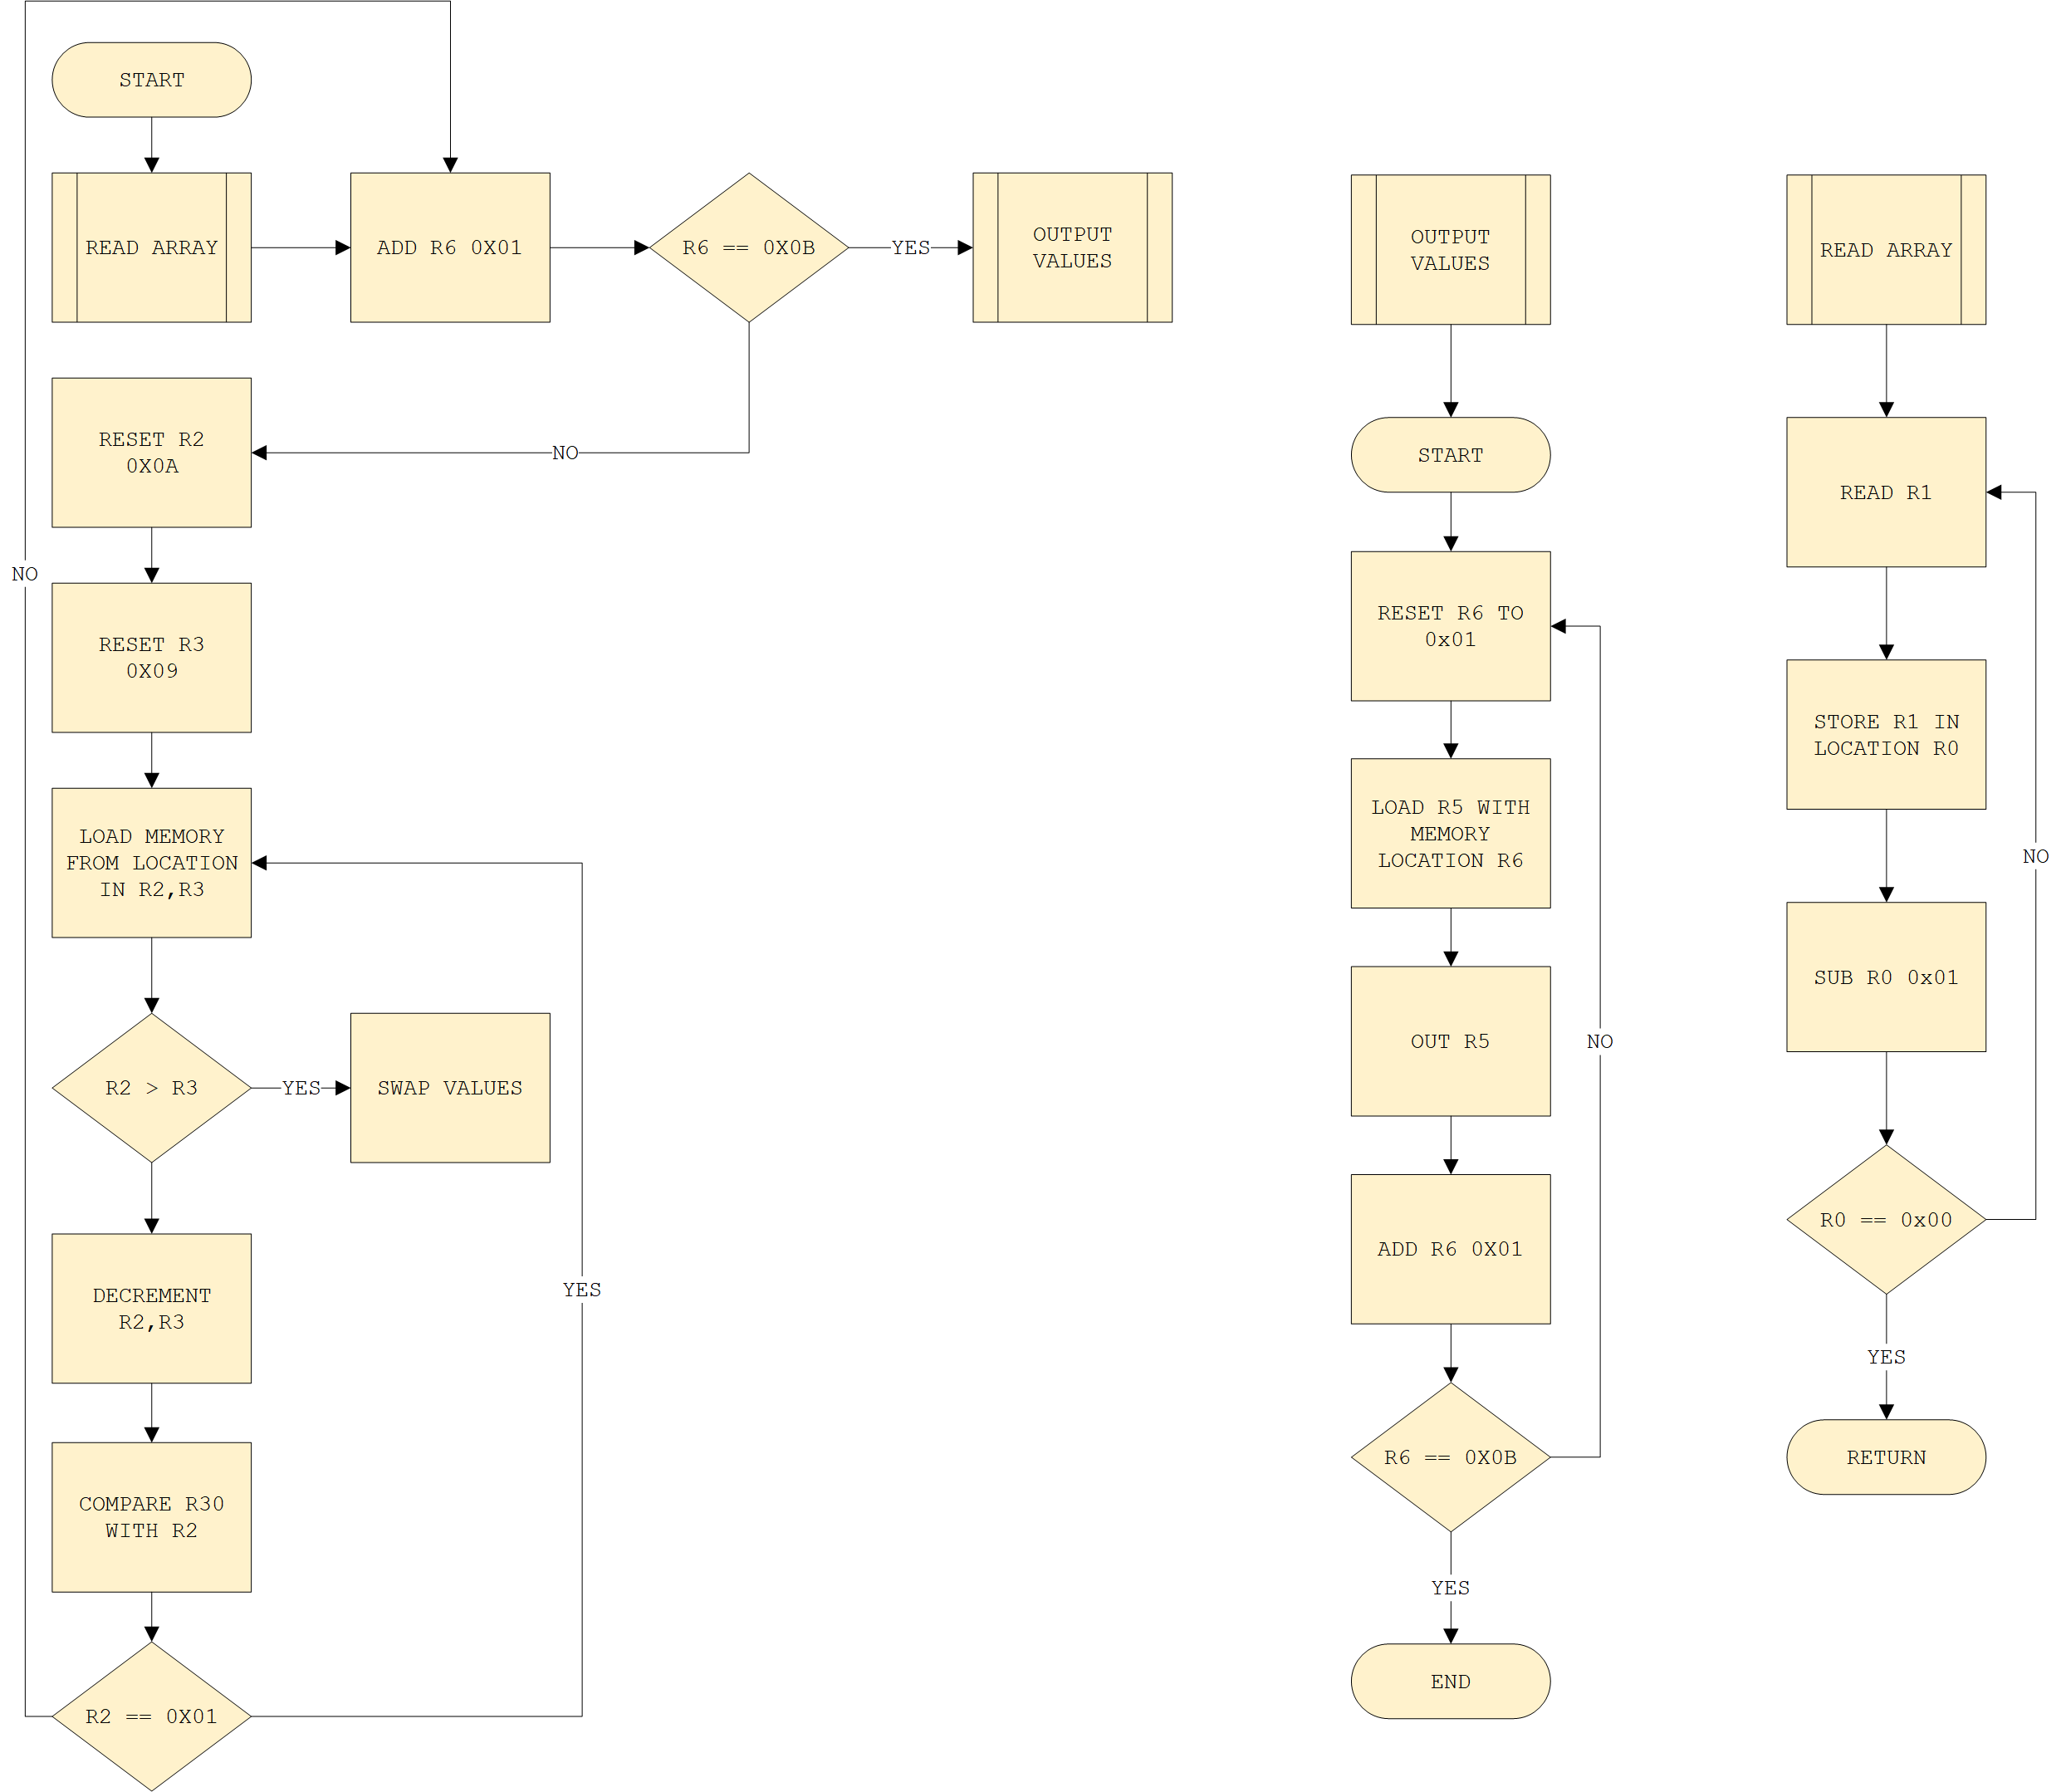 START
READ ARRAY
ADD R6 0X01
R6 == 0X0B
YES
OUTPUT
VALUES
NO
RESET R2
0X0A
NO
RESET R3
0X09
LOAD MEMORY
FROM LOCATION
IN R2,R3
R2 > R3
YES
SWAP VALUES
DECREMENT
R2,R3
YES
COMPARE R30
WITH R2
R2 == 0X01
OUTPUT
VALUES
START
RESET R6 TO
0x01
LOAD R5 WITH
MEMORY
LOCATION R6
OUT R5
NO
ADD R6 0X01
R6 == 0X0B
YES
END
READ ARRAY
READ R1
STORE R1 IN
LOCATION R0
NO
SUB R0 0x01
R0 == 0x00
YES
RETURN